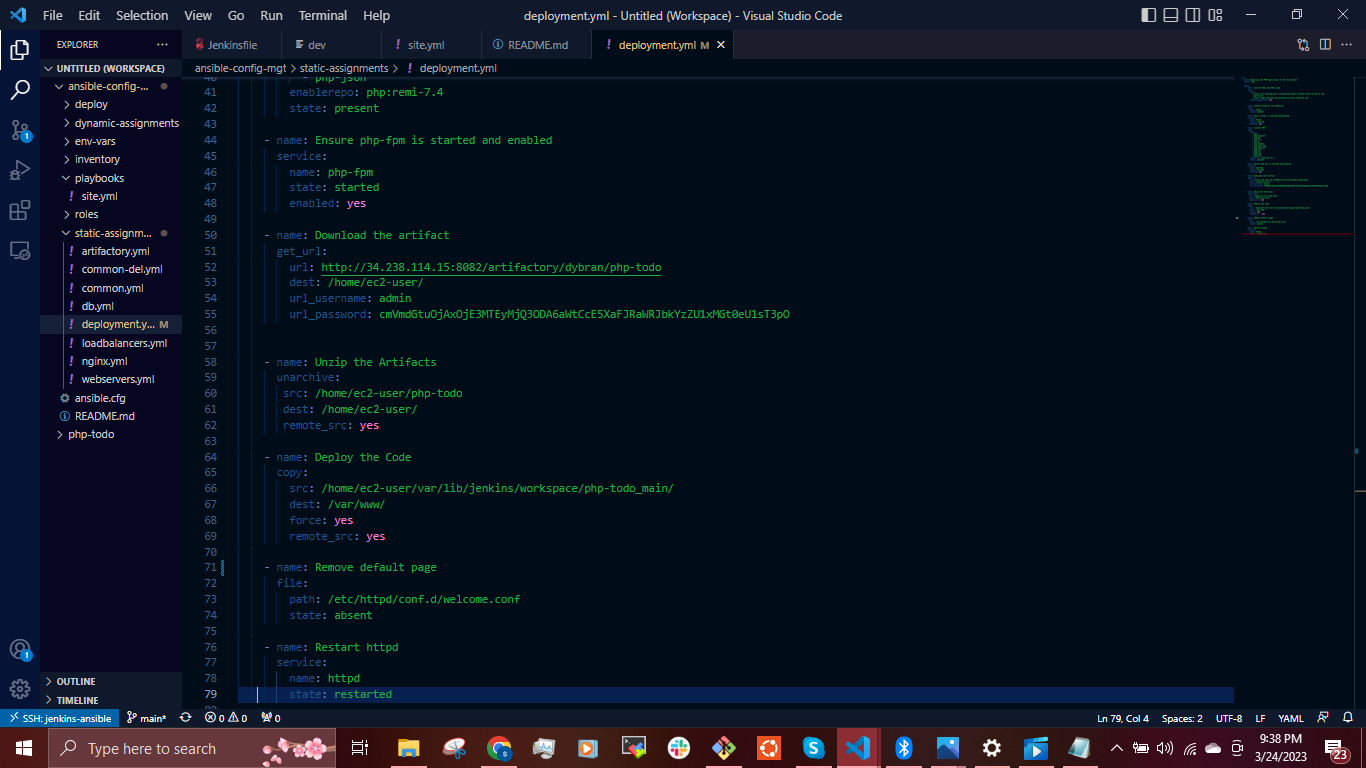 File Edit Selection View Go Run Terminal Help
deployment.yml - Untitled (Workspace) - Visual Studio Code
EXPLORER
Jenkinsfile
dev
! site.yml
README.md
! deployment.yml M
UNTITLED (WORKSPACE)
ansible-config-...
deploy
dynamic-assignments
env-vars
inventory
playbooks
! site.yml
roles
static-assignm...
! artifactory.yml
! common-del.yml
! common.yml
! db.yml
! deployment.y... M
! loadbalancers.yml
! nginx.yml
! webservers.yml
ansible.cfg
README.md
php-todo
OUTLINE
TIMELINE
ansible-config-mgt > static-assignments > ! deployment.yml
40 - php-json
41 enablerepo: php:remi-7.4
42 state: present
43
44 - name: Ensure php-fpm is started and enabled
45 service:
46 name: php-fpm
47 state: started
48 enabled: yes
49
50 - name: Download the artifact
51 get_url:
52 url: http://34.238.114.15:8082/artifactory/dybran/php-todo
53 dest: /home/ec2-user/
54 url_username: admin
55 url_password: cmVmdGtuOjAxOjE3MTEyMjQ3ODA6aWtCcE5XaFJRaWRJbkYzZU1xMGt0eU1sT3pO
56
57
58 - name: Unzip the Artifacts
59 unarchive:
60 src: /home/ec2-user/php-todo
61 dest: /home/ec2-user/
62 remote_src: yes
63
64 - name: Deploy the Code
65 copy:
66 src: /home/ec2-user/var/lib/jenkins/workspace/php-todo_main/
67 dest: /var/www/
68 force: yes
69 remote_src: yes
70
71 - name: Remove default page
72 file:
73 path: /etc/httpd/conf.d/welcome.conf
74 state: absent
75
76 - name: Restart httpd
77 service:
78 name: httpd
79 state: restarted
SSH: jenkins-ansible main* 0 0 0
Ln 79, Col 4 Spaces: 2 UTF-8 LF YAML
Type here to search
9:38 PM
3/24/2023
23